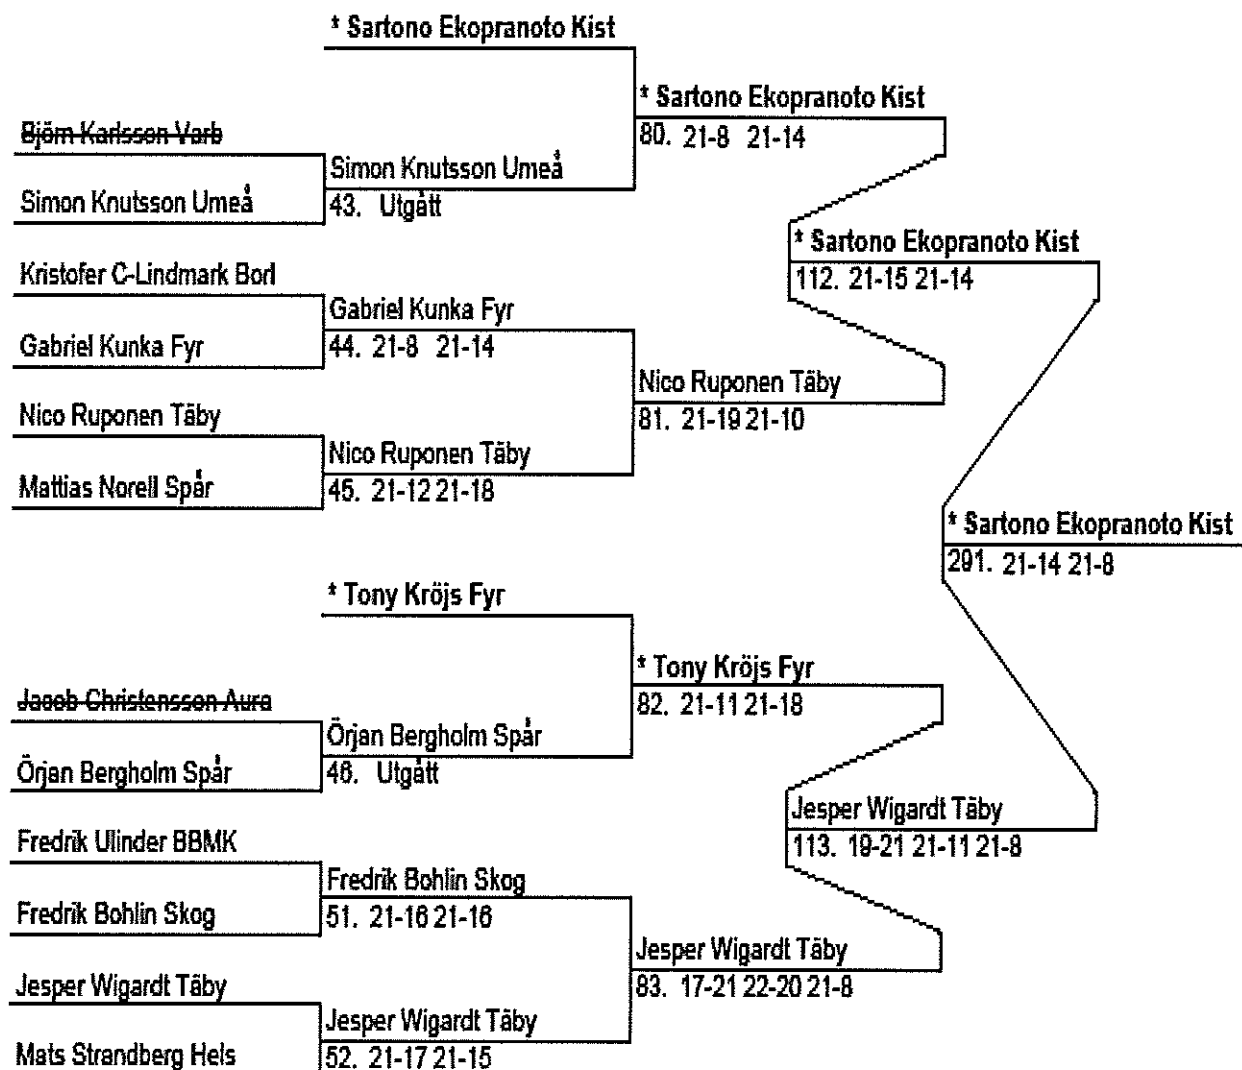 * Sartono Ekopranoto Kist
* Sartono Ekopranoto Kist
80. 21-8 21-14
Björn Karlsson Varb
Simon Knutsson Umeå
43. Utgått
Simon Knutsson Umeå
* Sartono Ekopranoto Kist
112. 21-15 21-14
Kristofer C-Lindmark Borl
Gabriel Kunka Fyr
44. 21-8 21-14
Gabriel Kunka Fyr
Nico Ruponen Täby
81. 21-19 21-10
Nico Ruponen Täby
Nico Ruponen Täby
45. 21-12 21-18
Mattias Norell Spår
* Sartono Ekopranoto Kist
291. 21-14 21-8
* Tony Kröjs Fyr
* Tony Kröjs Fyr
82. 21-11 21-18
Jacob Christensson Aura
Örjan Bergholm Spår
46. Utgått
Örjan Bergholm Spår
Jesper Wigardt Täby
113. 19-21 21-11 21-8
Fredrik Ulinder BBMK
Fredrik Bohlin Skog
51. 21-16 21-16
Fredrik Bohlin Skog
Jesper Wigardt Täby
83. 17-21 22-20 21-8
Jesper Wigardt Täby
Jesper Wigardt Täby
52. 21-17 21-15
Mats Strandberg Hels